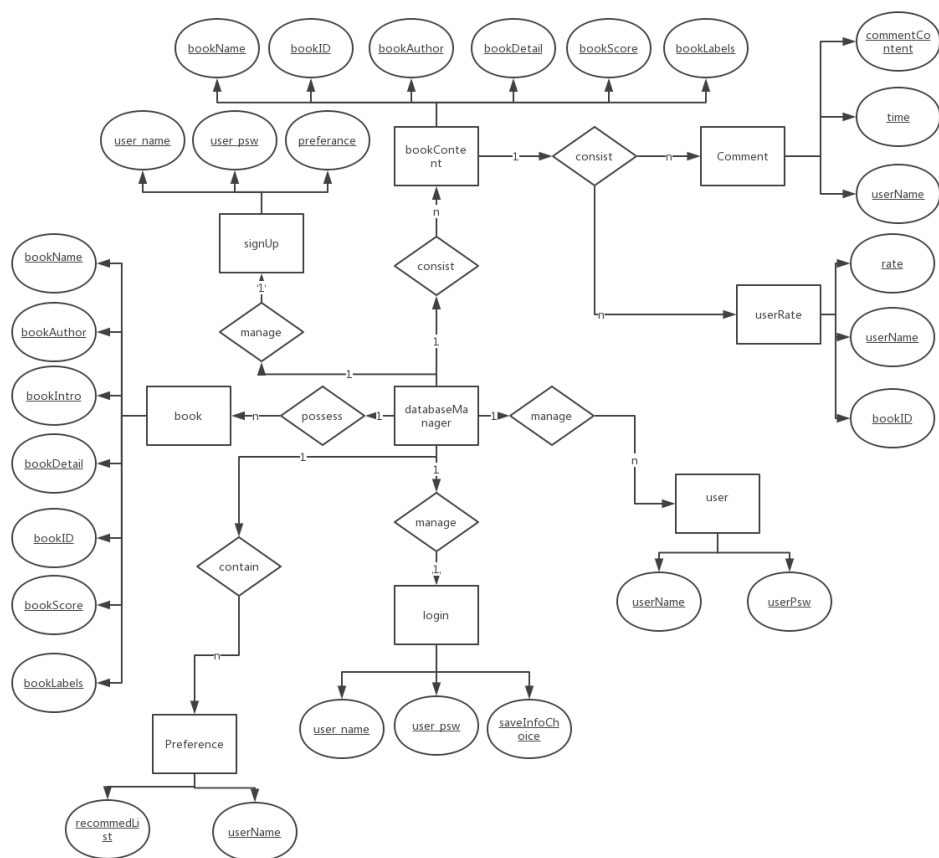 bookName
bookID
bookAuthor
bookDetail
bookScore
bookLabels
commentCo
ntent
time
userName
user_name
user_psw
preferance
bookConte
nt
1
consist
n
Comment
n
signUp
consist
bookName
rate
1
manage
1
n
userRate
userName
bookAuthor
1
bookIntro
book
n
possess
1
databaseMa
nager
1
manage
bookID
bookDetail
1
1
n
user
manage
bookID
contain
1
userName
userPsw
bookScore
login
n
bookLabels
user_name
user_psw
saveInfoCh
oice
Preference
recommedLi
st
userName